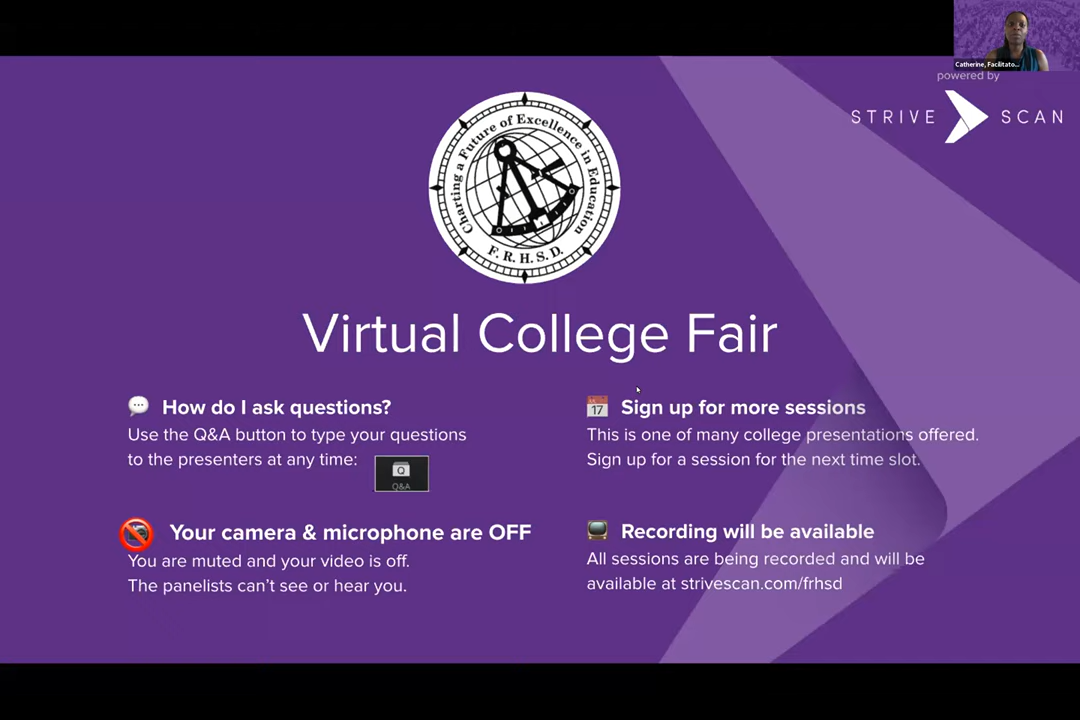 Catherine, Facilitato...
powered by
STRIVE SCAN
Charting a Future of Excellence in Education
F. R. H. S. D.
Virtual College Fair
How do I ask questions?
Use the Q&A button to type your questions
to the presenters at any time:
Q
Q&A
Your camera & microphone are OFF
You are muted and your video is off.
The panelists can’t see or hear you.
17
Sign up for more sessions
This is one of many college presentations offered.
Sign up for a session for the next time slot.
Recording will be available
All sessions are being recorded and will be
available at strivescan.com/frhsd